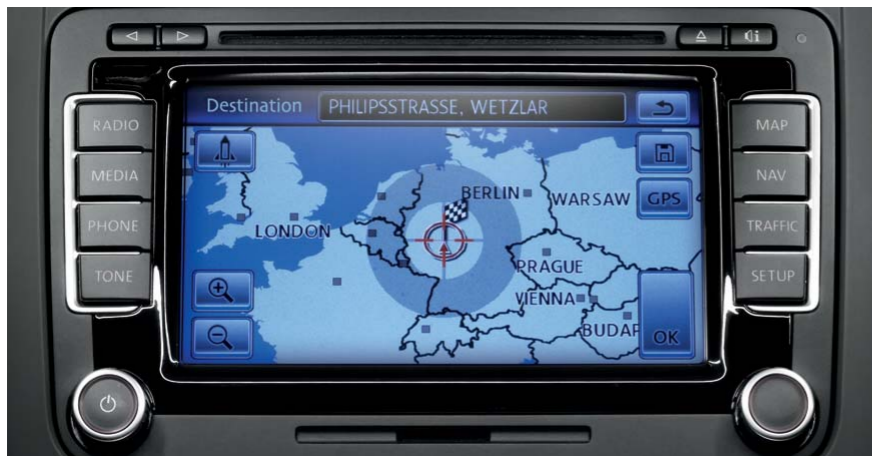 RADIO
MEDIA
PHONE
TONE
Destination PHILIPSSTRASSE, WETZLAR
BERLIN
WARSAW
LONDON
PRAGUE
VIENNA
BUDAP
GPS
OK
MAP
NAV
TRAFFIC
SETUP